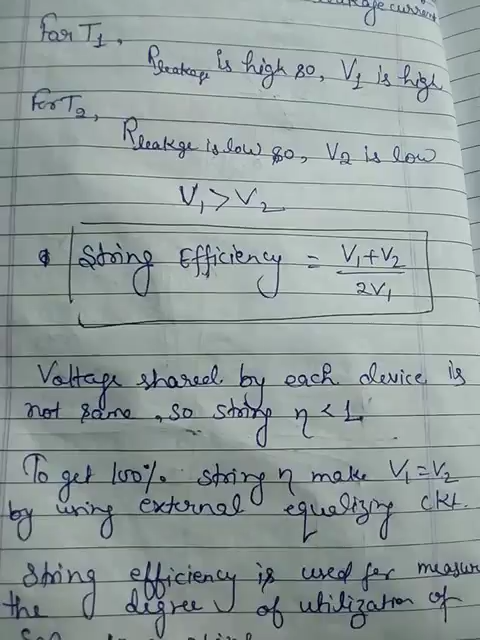 leakage current
For T1,
Rleakage is high so, V1 is high
For T2,
Rleakge is low so, V2 is low
V1 > V2
String Efficiency = V1+V2 / 2V1
Voltage shared by each device is
not same, so string η < 1.
To get 100% string η make V1 = V2
by using external equalizing ckt.
String efficiency is used for measur
the degree of utilization of